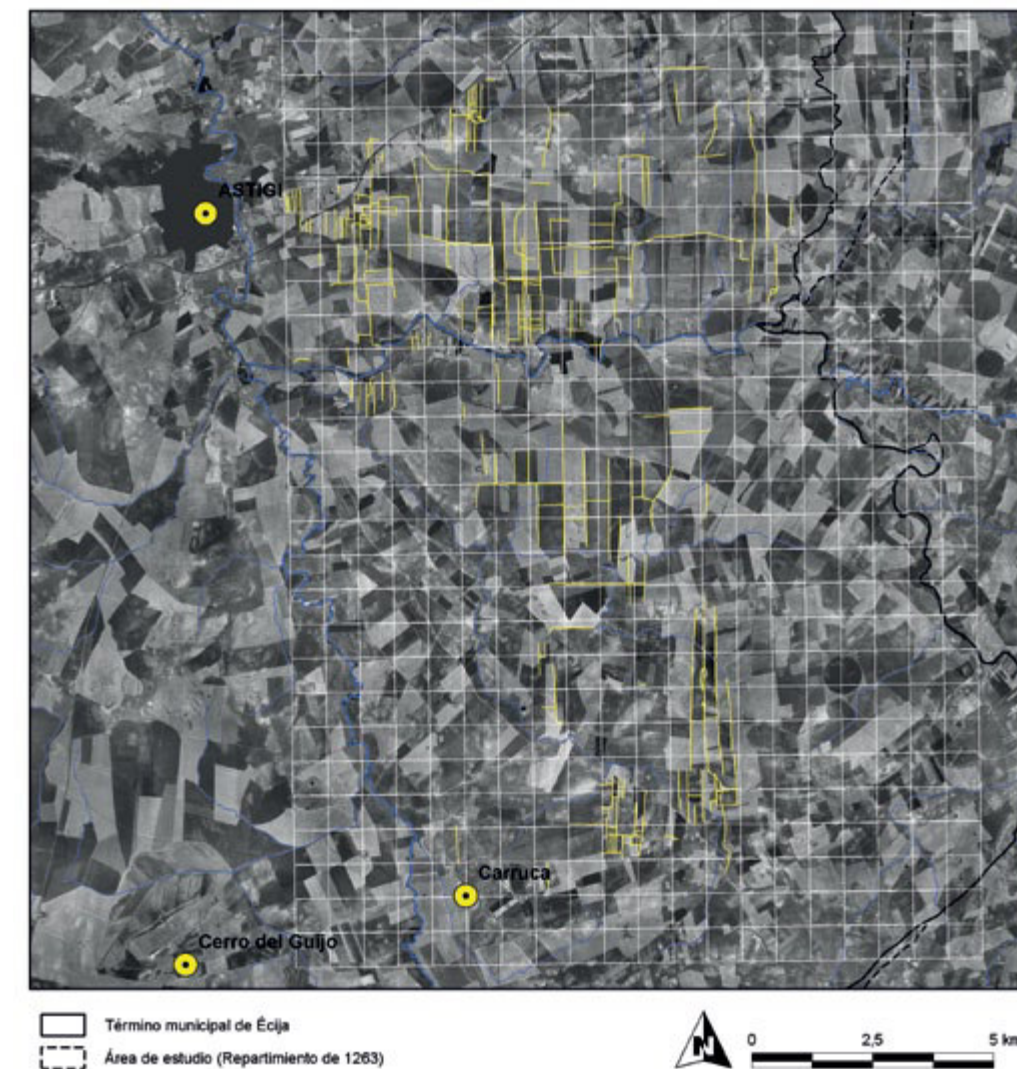 ASTIGI
Carruca
Cerro del Guijo
Término municipal de Écija
Área de estudio (Repartimiento de 1263)
N
0 2,5 5 km